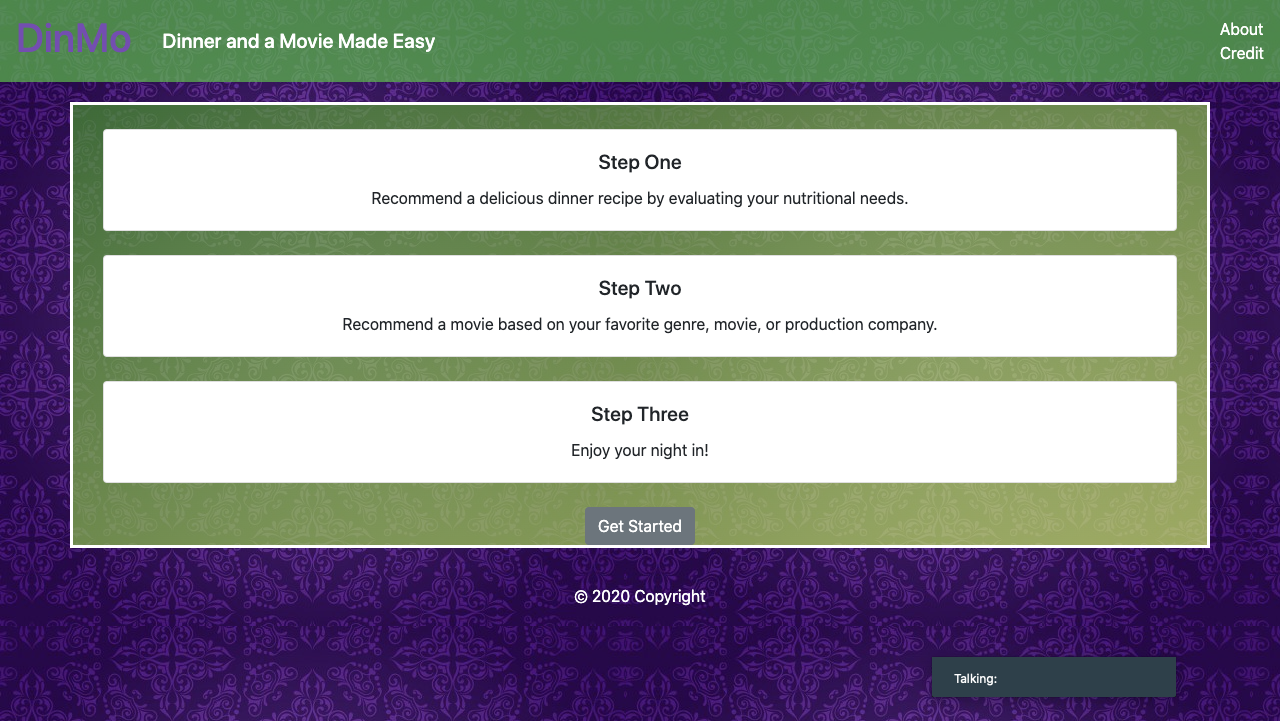 DinMo
Dinner and a Movie Made Easy
About
Credit
Step One
Recommend a delicious dinner recipe by evaluating your nutritional needs.
Step Two
Recommend a movie based on your favorite genre, movie, or production company.
Step Three
Enjoy your night in!
Get Started
© 2020 Copyright
Talking: